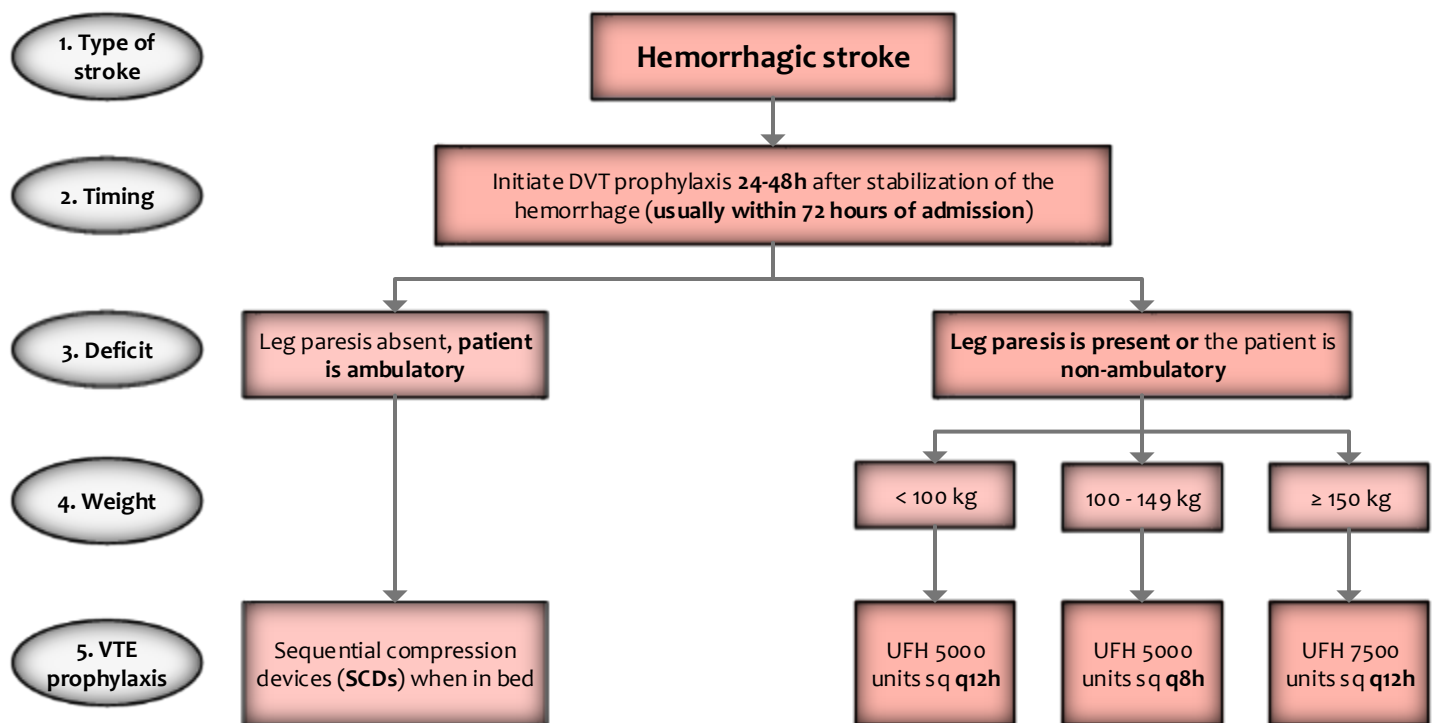 1. Type of
stroke
Hemorrhagic stroke
2. Timing
Initiate DVT prophylaxis 24-48h after stabilization of the
hemorrhage (usually within 72 hours of admission)
3. Deficit
Leg paresis absent, patient
is ambulatory
Leg paresis is present or the patient is
non-ambulatory
4. Weight
< 100 kg
100 - 149 kg
≥ 150 kg
5. VTE
prophylaxis
Sequential compression
devices (SCDs) when in bed
UFH 5000
units sq q12h
UFH 5000
units sq q8h
UFH 7500
units sq q12h